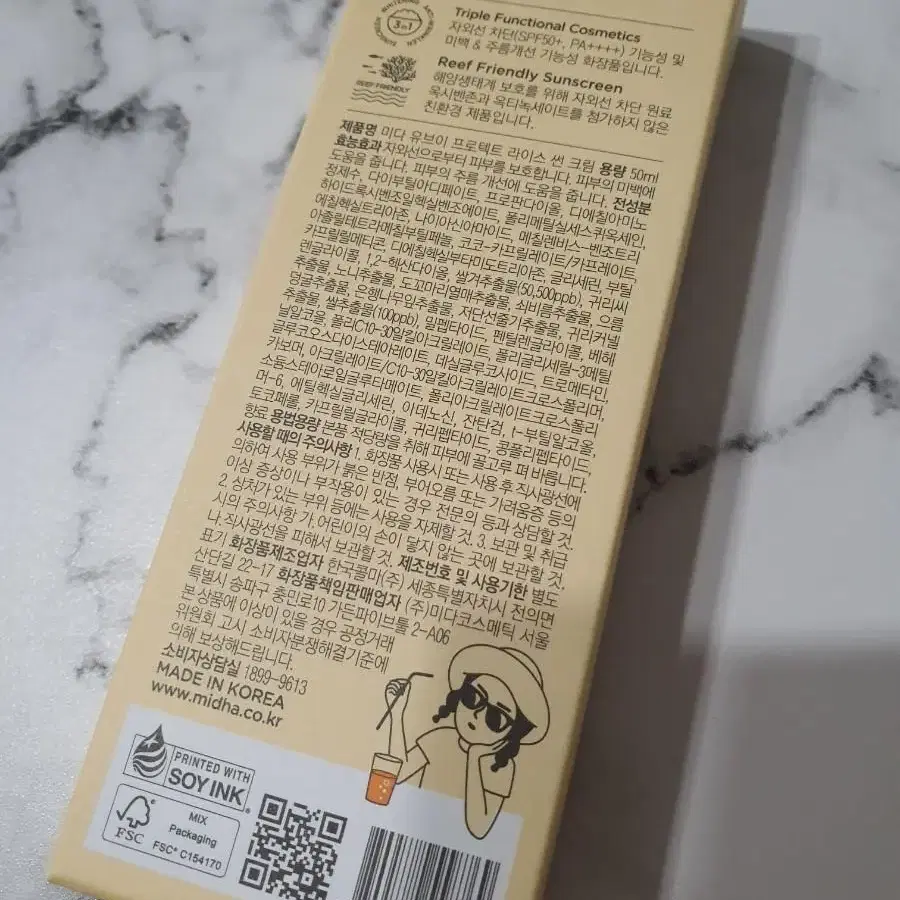 WHITENING
3 in 1
Triple Functional Cosmetics
자외선 차단(SPF50+, PA++++) 기능성 및
미백 & 주름개선 기능성 화장품입니다.
REEF FRIENDLY
Reef Friendly Sunscreen
해양생태계 보호를 위해 자외선 차단 원료
옥시벤존과 옥티녹세이트를 첨가하지 않은
친환경 제품입니다.
제품명 미다 유브이 프로텍트 라이스 썬 크림 용량 50ml
효능효과 자외선으로부터 피부를 보호합니다. 피부의 미백에
도움을 줍니다. 피부의 주름 개선에 도움을 줍니다. 전성분
정제수, 다이부틸아디페이트, 프로판다이올, 디에칠아미노
하이드록시벤조일헥실벤조에이트, 폴리메틸실세스퀴옥세인,
에칠헥실트리아존, 나이아신아마이드, 메칠렌비스-벤조트리
아졸릴테트라메칠부틸페놀, 코코-카프릴레이트/카프레이트,
카프릴릴메티콘, 디에칠헥실부타미도트리아존, 글리세린, 부틸
렌글라이콜, 1,2-헥산다이올, 쌀겨추출물(50,500ppb), 귀리씨
추출물, 노니추출물, 도꼬마리열매추출물, 쇠비름추출물, 으름
덩굴추출물, 은행나무잎추출물, 저단선줄기추출물, 귀리커넬
추출물, 쌀추출물(100ppb), 밀펩타이드, 펜틸렌글라이콜, 베헤
닐알코올, 폴리C10-30알킬아크릴레이트, 폴리글리세릴-3메틸
글루코오스다이스테아레이트, 데실글루코사이드, 트로메타민,
카보머, 아크릴레이트/C10-30알킬아크릴레이트크로스폴리머,
소듐스테아로일글루타메이트, 폴리아크릴레이트크로스폴리
머-6, 에틸헥실글리세린, 아데노신, 잔탄검, t-부틸알코올,
토코페롤, 카프릴릴글라이콜, 귀리펩타이드, 콩폴리펩타이드,
향료 용법용량 본품 적당량을 취해 피부에 골고루 펴 바릅니다.
사용할 때의 주의사항 1. 화장품 사용시 또는 사용 후 직사광선에
의하여 사용 부위가 붉은 반점, 부어오름 또는 가려움증 등의
이상 증상이나 부작용이 있는 경우 전문의 등과 상담할 것
2. 상처가 있는 부위 등에는 사용을 자제할 것. 3. 보관 및 취급
시의 주의사항 가. 어린이의 손이 닿지 않는 곳에 보관할 것.
나. 직사광선을 피해서 보관할 것. 제조번호 및 사용기한 별도
표기 화장품제조업자 한국콜마(주) 세종특별자치시 전의면
산단길 22-17 화장품책임판매업자 (주)미다코스메틱 서울
특별시 송파구 충민로10 가든파이브툴 2-A06
본 상품에 이상이 있을 경우 공정거래
위원회 고시 소비자분쟁해결기준에
의해 보상해드립니다.
소비자상담실 1899-9613
MADE IN KOREA
www.midha.co.kr
PRINTED WITH
SOY INK
FSC
MIX
Packaging
FSC® C154170